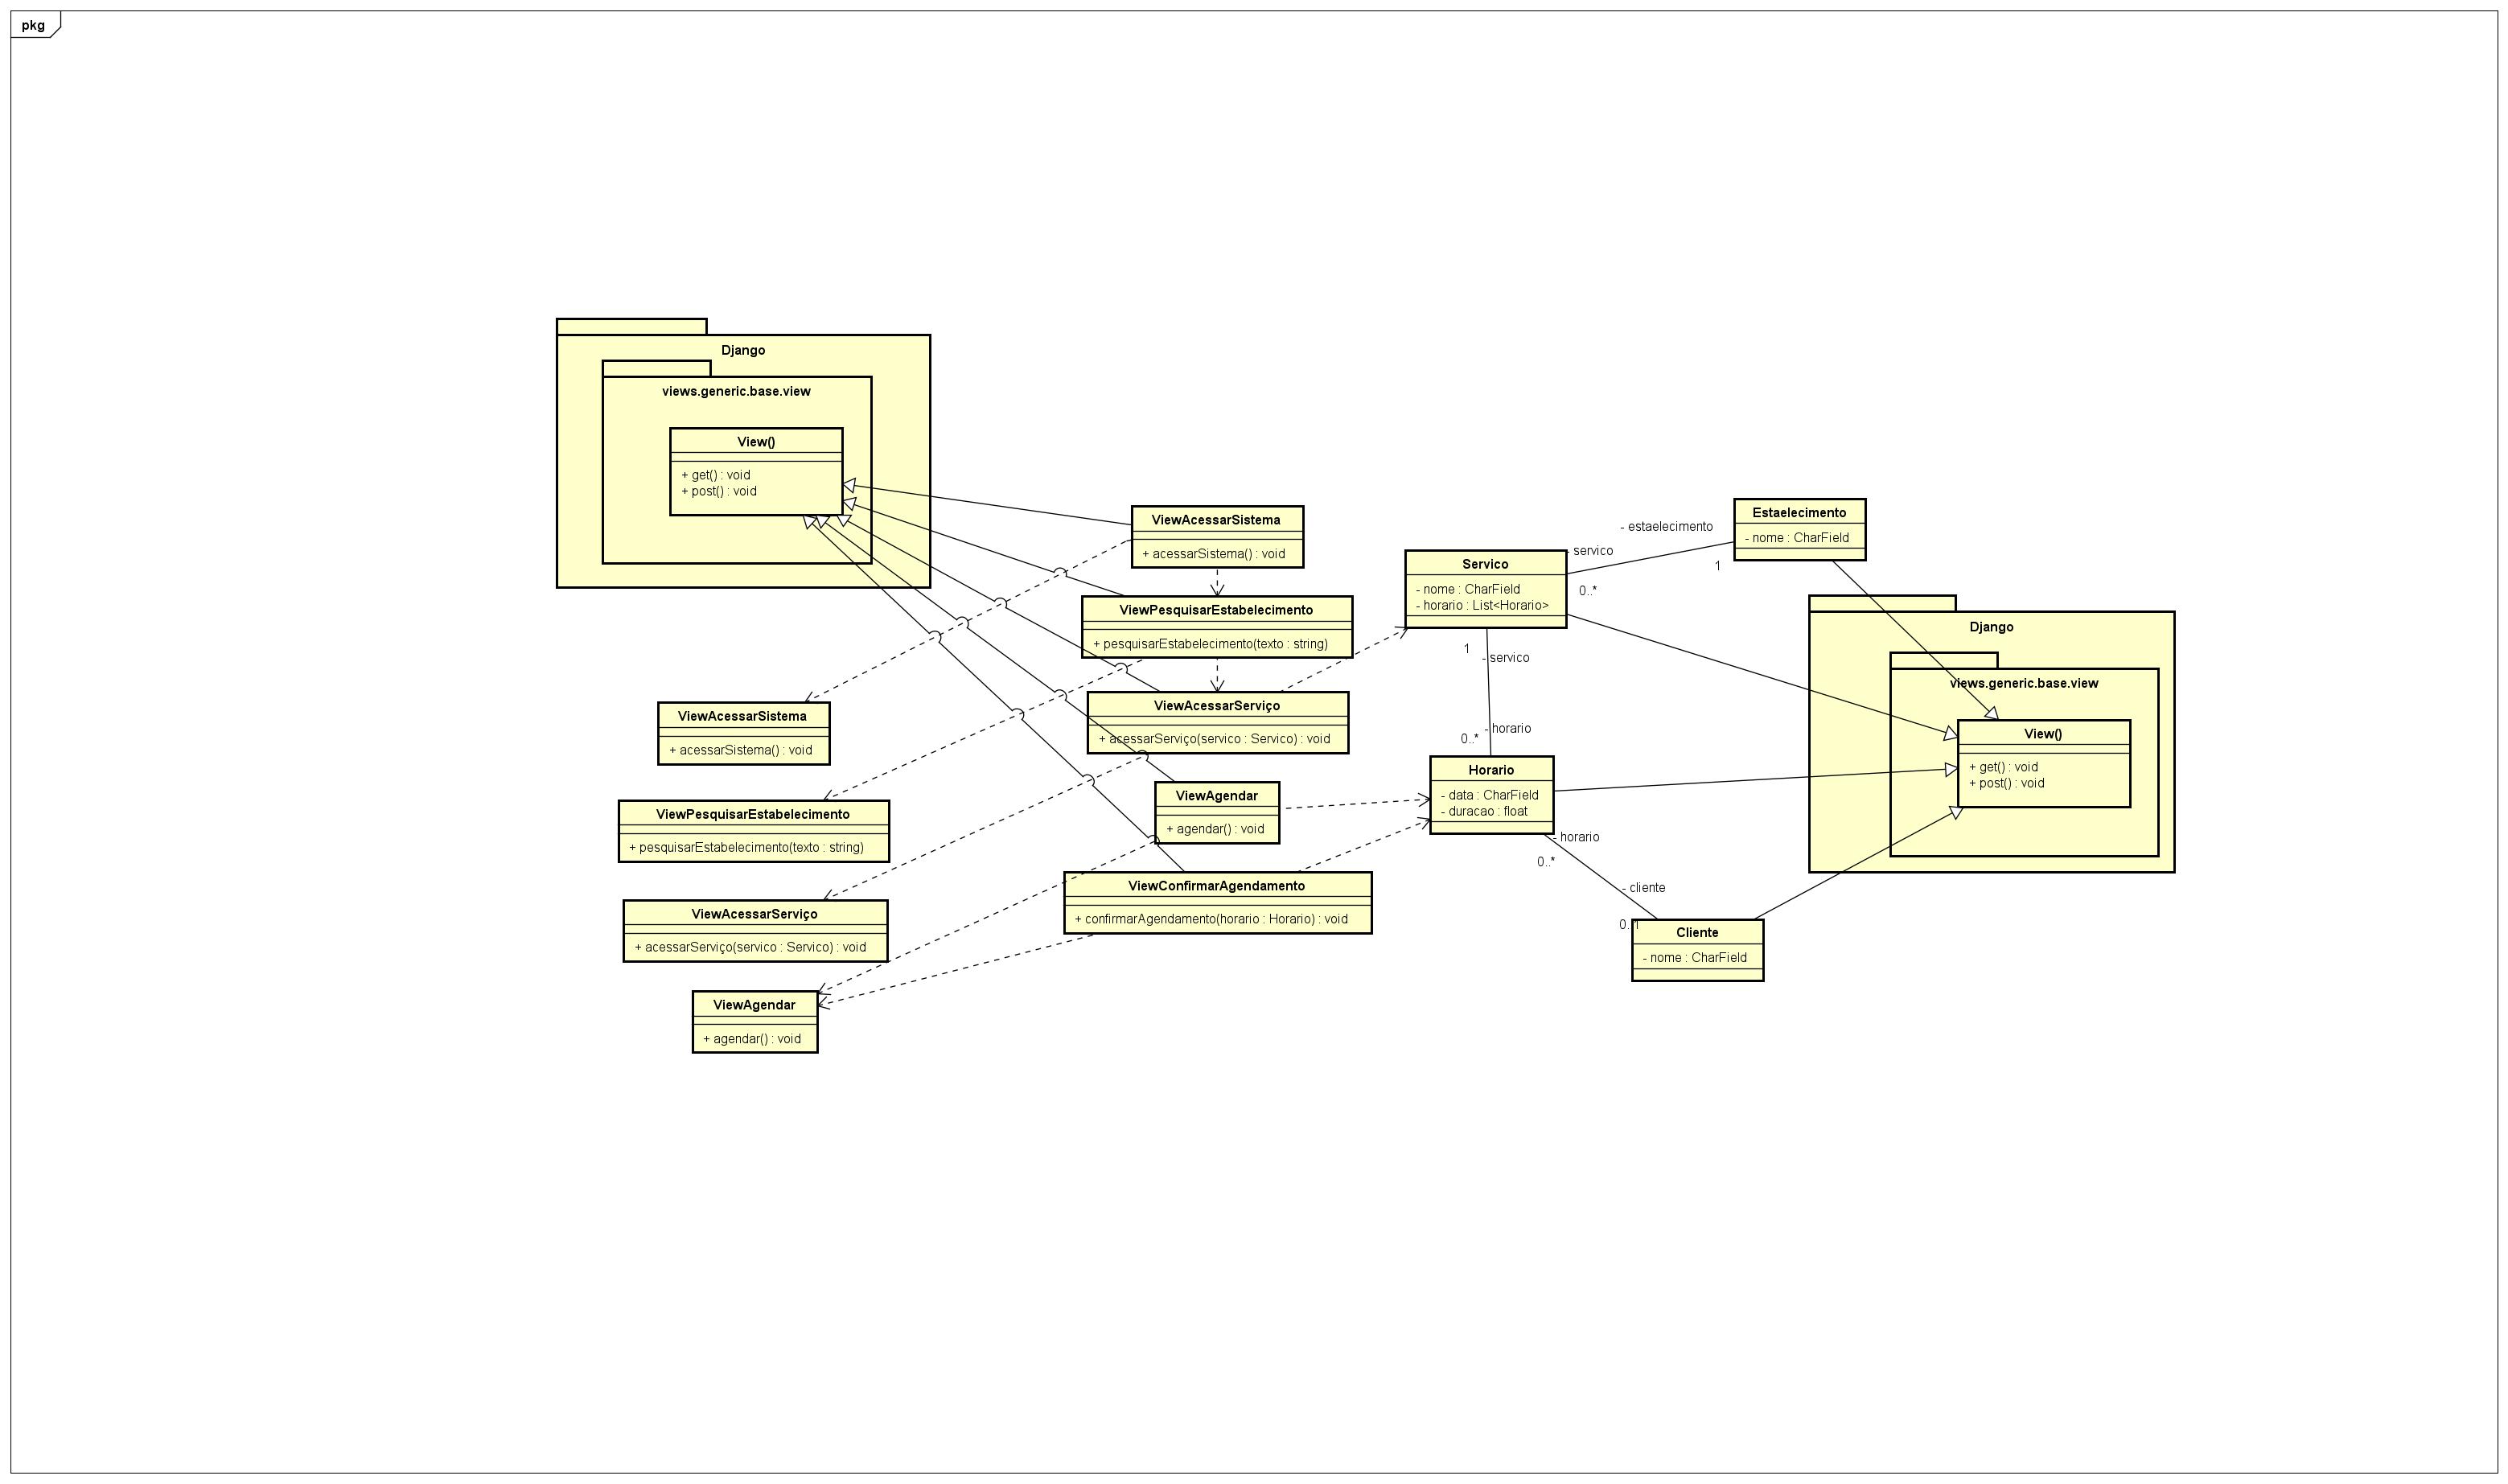 pkg
Django
views.generic.base.view
View()
+ get() : void
+ post() : void
ViewAcessarSistema
+ acessarSistema() : void
ViewPesquisarEstabelecimento
+ pesquisarEstabelecimento(texto : string)
ViewAcessarServiço
+ acessarServiço(servico : Servico) : void
ViewAgendar
+ agendar() : void
ViewConfirmarAgendamento
+ confirmarAgendamento(horario : Horario) : void
ViewAcessarSistema
+ acessarSistema() : void
ViewPesquisarEstabelecimento
+ pesquisarEstabelecimento(texto : string)
ViewAcessarServiço
+ acessarServiço(servico : Servico) : void
ViewAgendar
+ agendar() : void
Servico
- nome : CharField
- horario : List<Horario>
- servico
0..*
- estaelecimento
1
Estaelecimento
- nome : CharField
1
- servico
- horario
0..*
Horario
- data : CharField
- duracao : float
- horario
0..*
- cliente
0..1
Cliente
- nome : CharField
Django
views.generic.base.view
View()
+ get() : void
+ post() : void